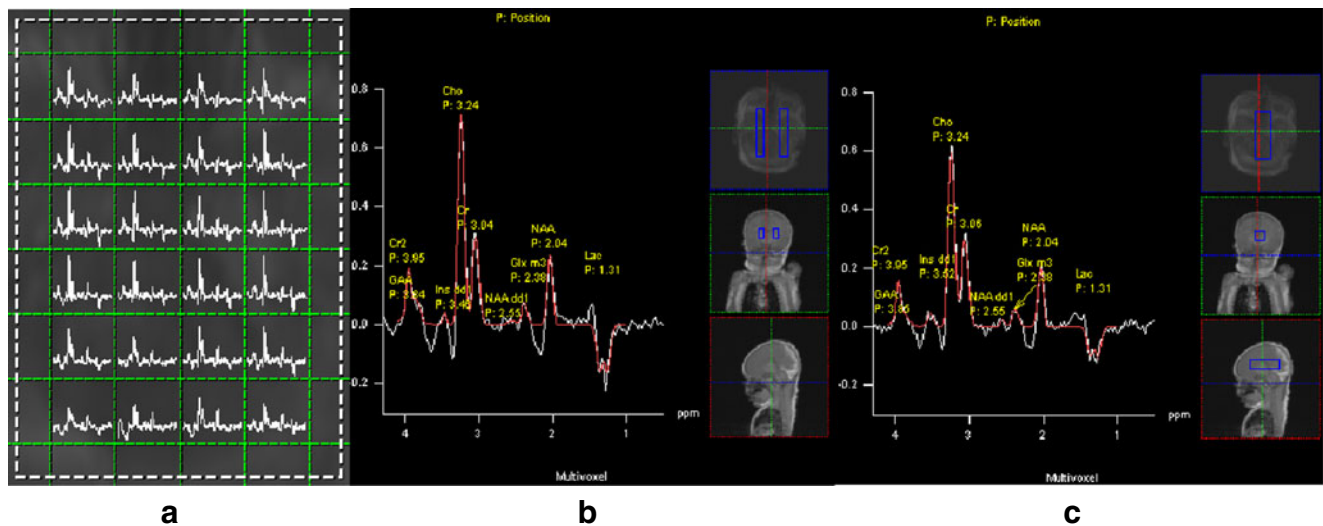 P: Position
0.8
0.6
0.4
0.2
0.0
-0.2
Cho
P: 3.24
Cr
P: 3.04
Cr2
P: 3.95
GAA
Ins dd1
NAA dd1
P: 2.55
Glx m3
P: 2.38
NAA
P: 2.04
Lac
P: 1.31
4
3
2
1
ppm
Multivoxel
P: Position
0.8
0.6
0.4
0.2
0.0
-0.2
Cho
P: 3.24
Cr
P: 3.06
Cr2
P: 3.95
GAA
Ins dd1
P: 3.52
NAA dd1
P: 2.55
NAA
P: 2.04
Glx m3
P: 2.38
Lac
P: 1.31
4
3
2
1
ppm
Multivoxel
a
b
c